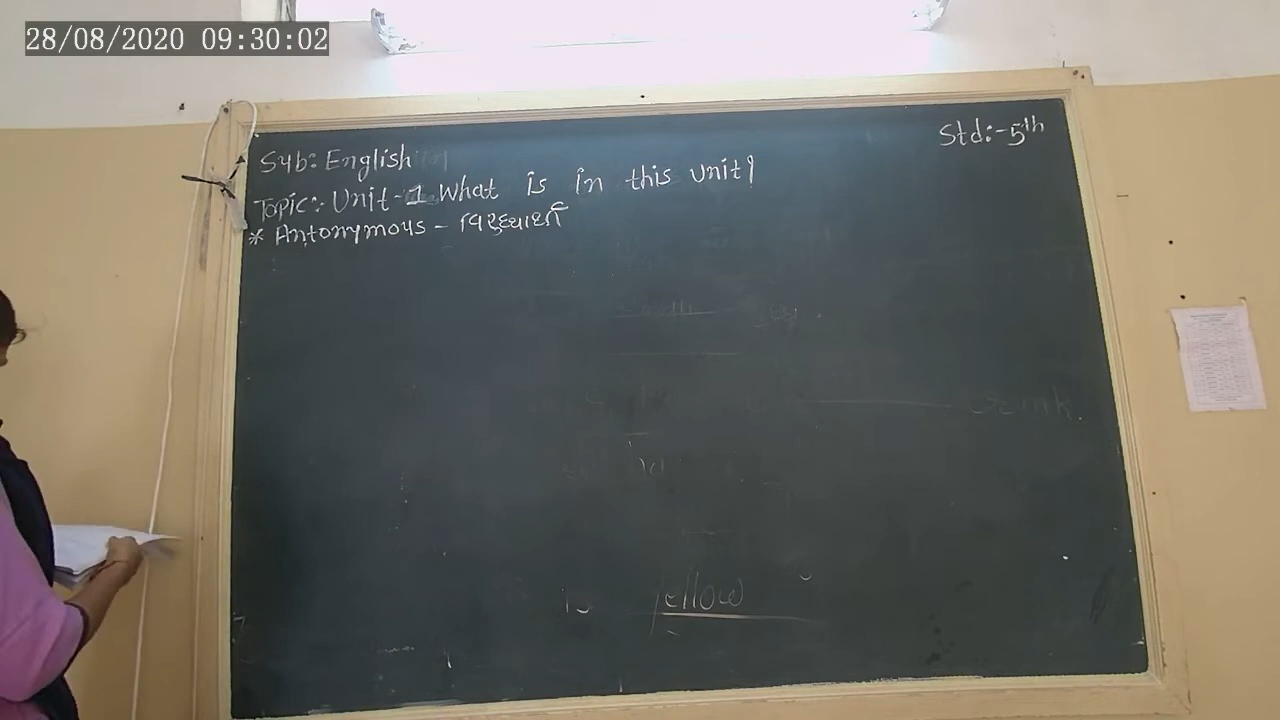 28/08/2020 09:30:02
Std:-5th
Sub: English
Topic: Unit-1 What is in this unit?
* Antonymous - વિરૂદ્ધાર્થી
yellow